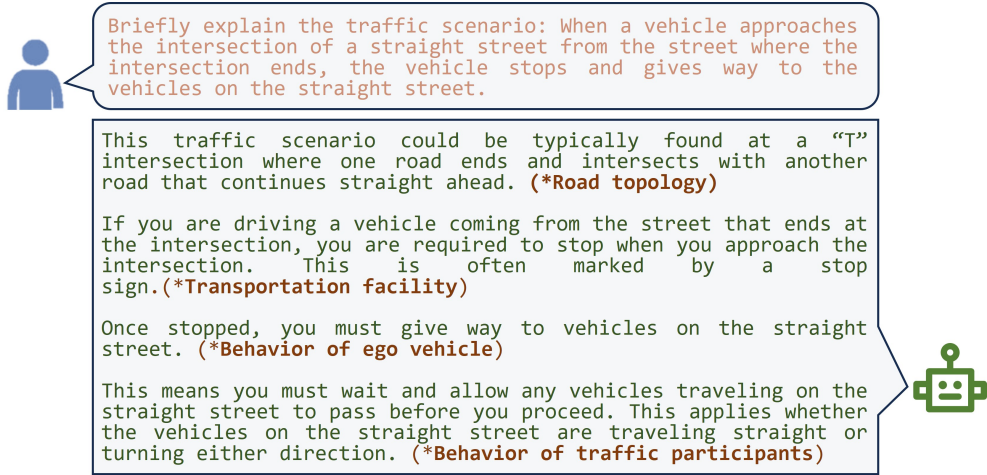 Briefly explain the traffic scenario: When a vehicle approaches
the intersection of a straight street from the street where the
intersection ends, the vehicle stops and gives way to the
vehicles on the straight street.
This traffic scenario could be typically found at a “T”
intersection where one road ends and intersects with another
road that continues straight ahead. (*Road topology)
If you are driving a vehicle coming from the street that ends at
the intersection, you are required to stop when you approach the
intersection. This is often marked by a stop
sign.(*Transportation facility)
Once stopped, you must give way to vehicles on the straight
street. (*Behavior of ego vehicle)
This means you must wait and allow any vehicles traveling on the
straight street to pass before you proceed. This applies whether
the vehicles on the straight street are traveling straight or
turning either direction. (*Behavior of traffic participants)